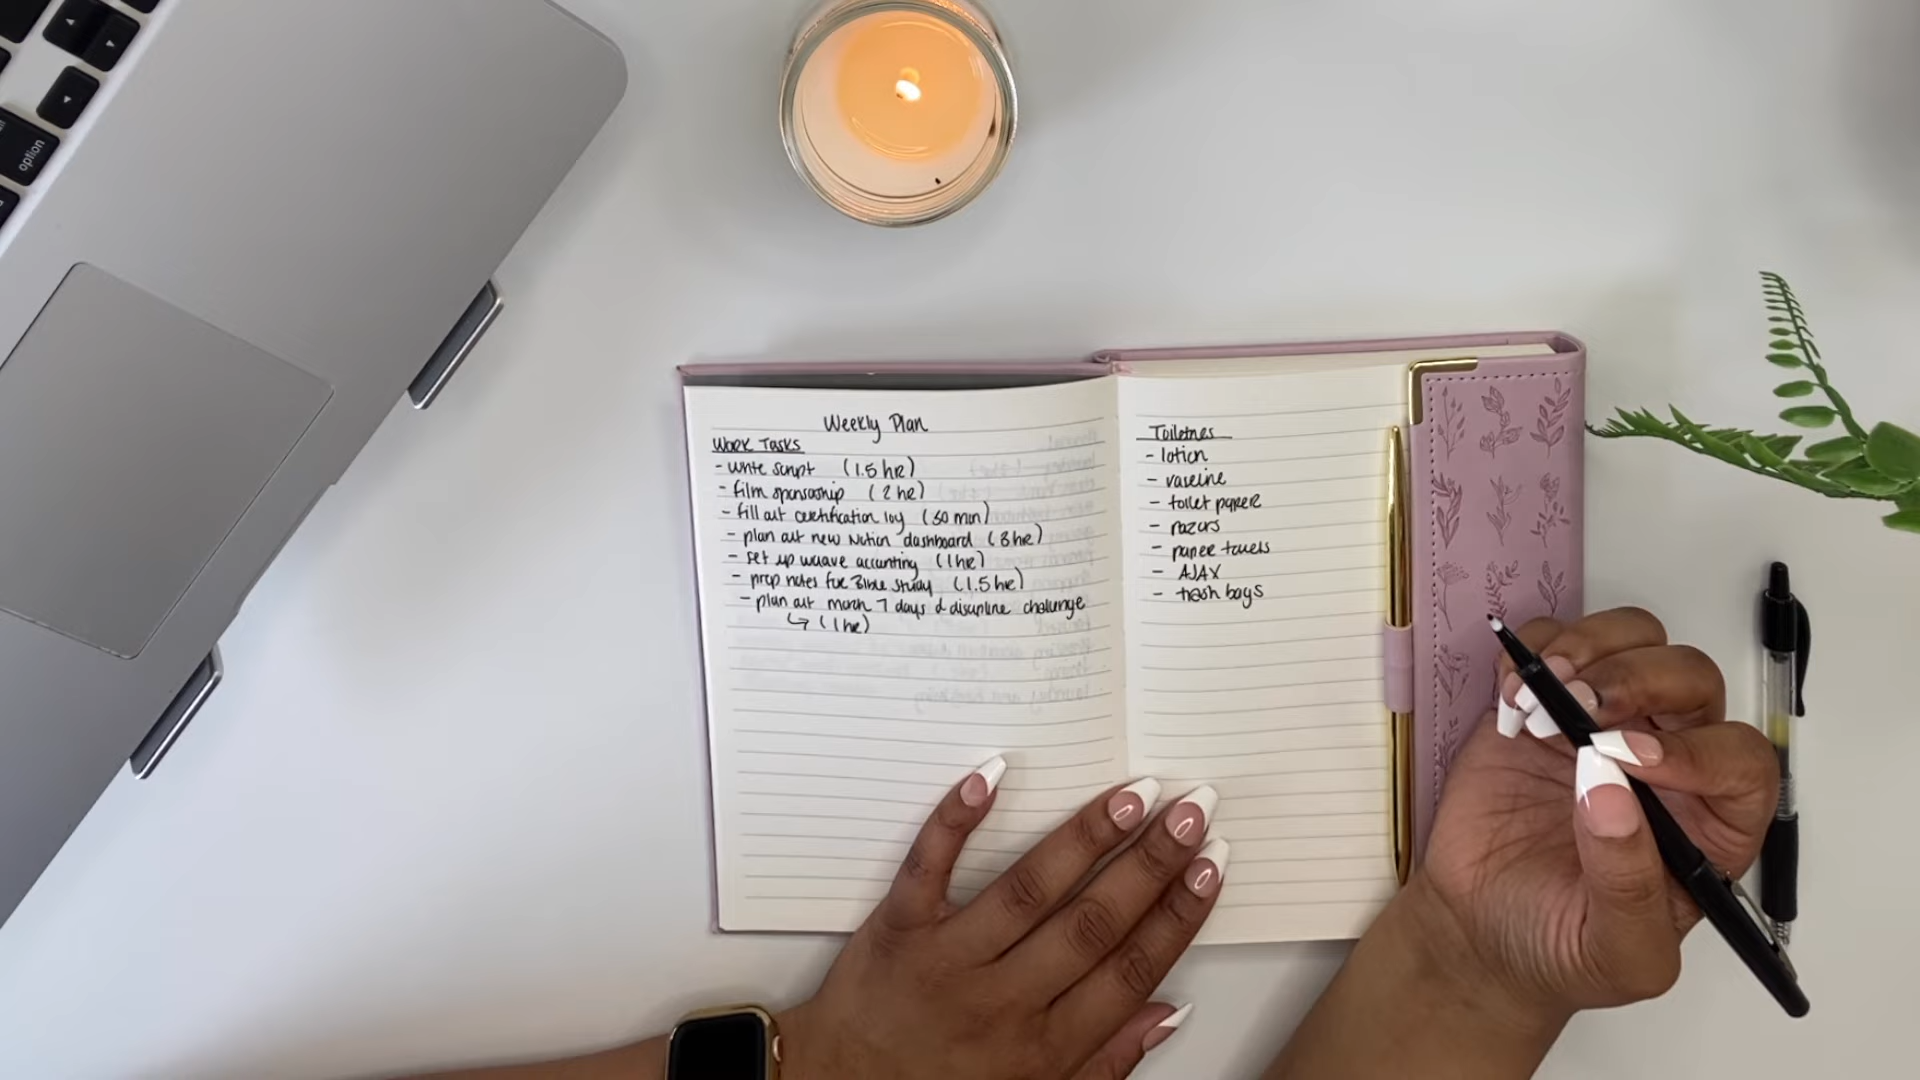 Weekly Plan
Work Tasks
- write script (1.5 hr)
- film sponsorship (2 hr)
- fill out certification log (30 min)
- plan out new Notion dashboard (3 hr)
- set up waave accounting (1 hr)
- prep notes for Bible study (1.5 hr)
- plan out march 7 days of discipline challenge
↳ (1 hr)
Toiletries
- lotion
- vaseline
- toilet paper
- razors
- paper towels
- AJAX
- trash bags
option